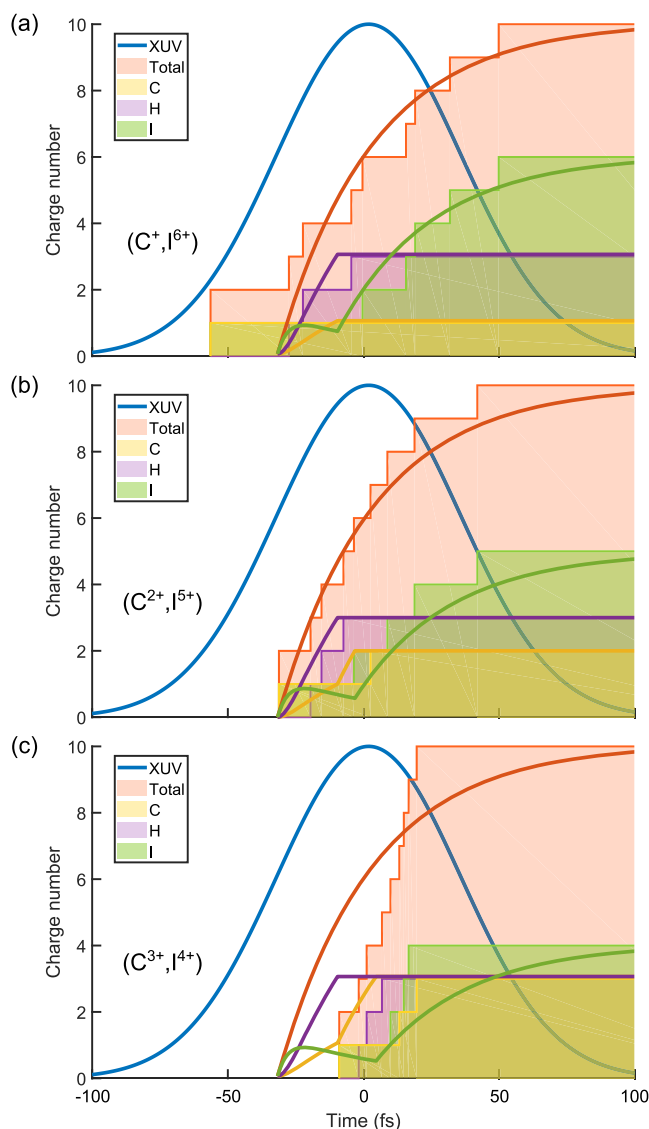 (a)
10
8
6
4
2
0
Charge number
XUV
Total
C
H
I
(C⁺,I⁶⁺)
(b)
10
8
6
4
2
0
Charge number
XUV
Total
C
H
I
(C²⁺,I⁵⁺)
(c)
10
8
6
4
2
0
Charge number
XUV
Total
C
H
I
(C³⁺,I⁴⁺)
-100 -50 0 50 100
Time (fs)